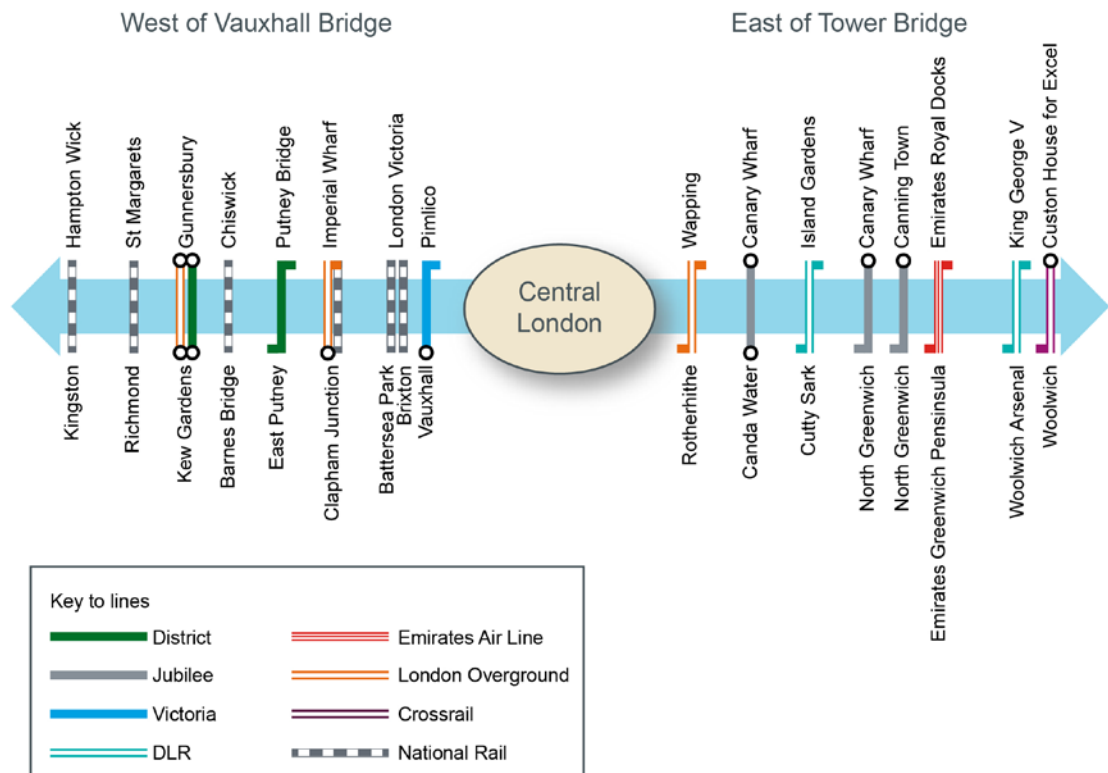 West of Vauxhall Bridge
East of Tower Bridge
Hampton Wick
St Margarets
Gunnersbury
Chiswick
Putney Bridge
Imperial Wharf
London Victoria
Pimlico
Wapping
Canary Wharf
Island Gardens
Canary Wharf
Canning Town
Emirates Royal Docks
King George V
Custon House for Excel
Central
London
Kingston
Richmond
Kew Gardens
Barnes Bridge
East Putney
Clapham Junction
Battersea Park
Brixton
Vauxhall
Rotherhithe
Canda Water
Cutty Sark
North Greenwich
North Greenwich
Emirates Greenwich Pensinsula
Woolwich Arsenal
Woolwich
Key to lines
District
Emirates Air Line
Jubilee
London Overground
Victoria
Crossrail
DLR
National Rail